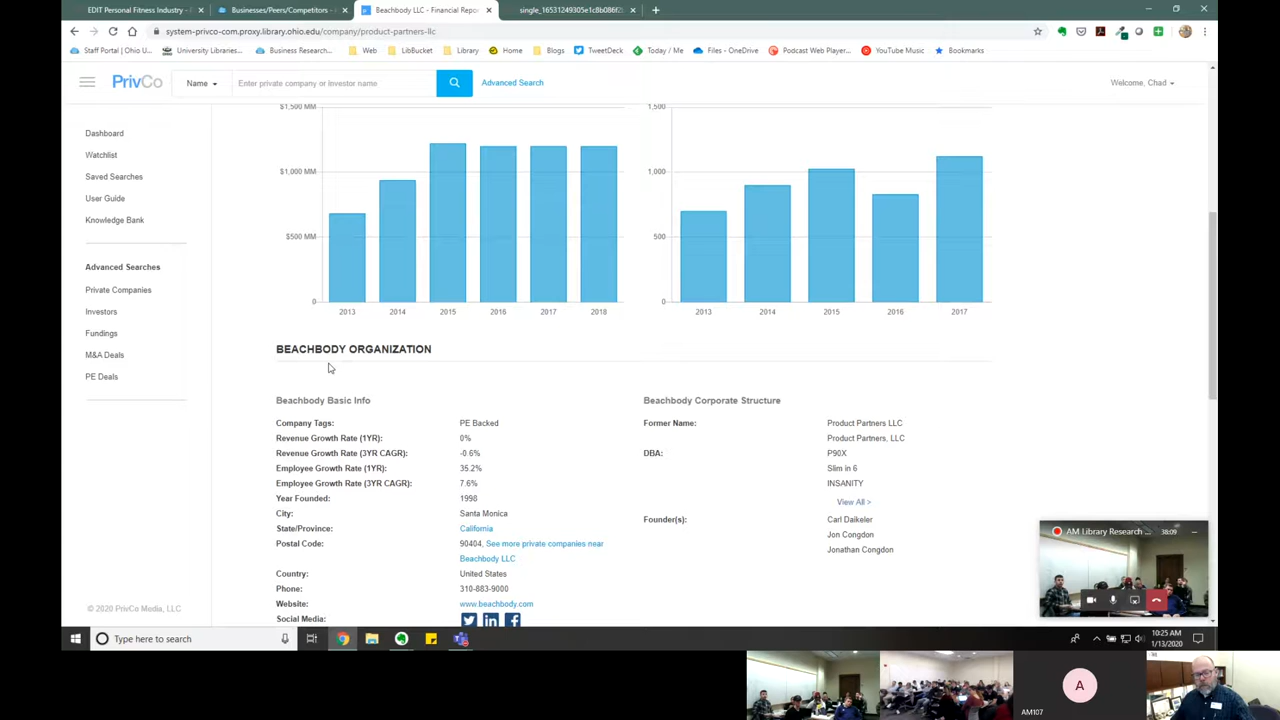 EDIT Personal Fitness Industry -
Businesses/Peers/Competitors -
Beachbody LLC - Financial Repor
single_16531249305e1c8bt86f
system-privco-com.proxy.library.ohio.edu/company/product-partners-llc
Staff Portal | Ohio U...
University Libraries...
Business Research...
Web
LibGuides
Library
Home
Blogs
TweetDeck
Today / Me
Files - OneDrive
Podcast Web Player...
YouTube Music
Bookmarks
PrivCo
Name
Enter private company or investor name
Advanced Search
Welcome, Chad
Dashboard
Watchlist
Saved Searches
User Guide
Knowledge Bank
Advanced Searches
Private Companies
Investors
Fundings
M&A Deals
PE Deals
© 2020 PrivCo Media, LLC
$1,500 MM
$1,000 MM
$500 MM
0
2013 2014 2015 2016 2017 2018
1,500
1,000
500
0
2013 2014 2015 2016 2017
BEACHBODY ORGANIZATION
Beachbody Basic Info
Company Tags: PE Backed
Revenue Growth Rate (1YR): 0%
Revenue Growth Rate (3YR CAGR): -0.6%
Employee Growth Rate (1YR): 35.2%
Employee Growth Rate (3YR CAGR): 7.6%
Year Founded: 1998
City: Santa Monica
State/Province: California
Postal Code: 90404, See more private companies near
Beachbody LLC
Country: United States
Phone: 310-883-9000
Website: www.beachbody.com
Social Media:
Beachbody Corporate Structure
Former Name: Product Partners LLC
Product Partners, LLC
DBA: P90X
Slim in 6
INSANITY
View All >
Founder(s): Carl Daikeler
Jon Congdon
Jonathan Congdon
AM Library Research ... 38:09
Type here to search
10:25 AM
1/13/2020
A
AM107